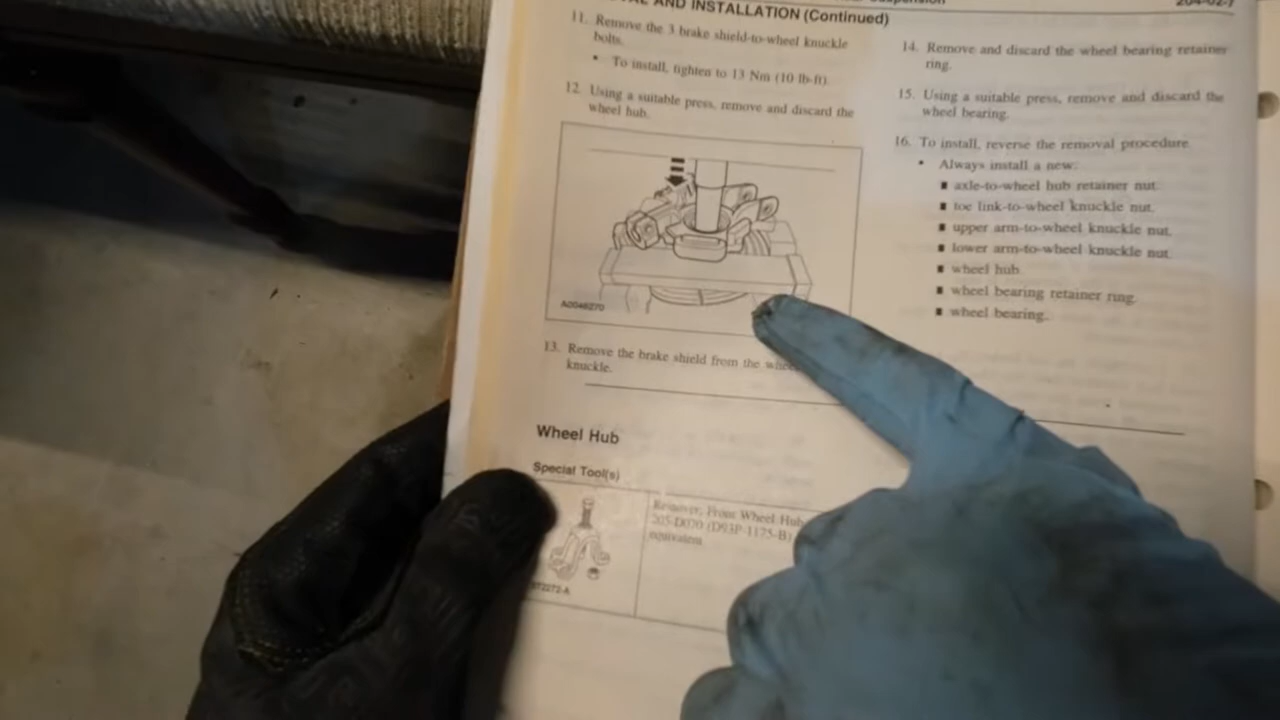 AND INSTALLATION (Continued)
204-02-7
11. Remove the 3 brake shield-to-wheel knuckle
bolts.
• To install, tighten to 13 Nm (10 lb-ft).
12. Using a suitable press, remove and discard the
wheel hub.
A0046270
13. Remove the brake shield from the
knuckle.
Wheel Hub
Special Tool(s)
Remover, Front Wheel Hub
205-D070 (D93P-1175-B)
equivalent
14. Remove and discard the wheel bearing retainer
ring.
15. Using a suitable press, remove and discard the
wheel bearing.
16. To install, reverse the removal procedure.
• Always install a new:
■ axle-to-wheel hub retainer nut.
■ toe link-to-wheel knuckle nut.
■ upper arm-to-wheel knuckle nut.
■ lower arm-to-wheel knuckle nut.
■ wheel hub.
■ wheel bearing retainer ring.
■ wheel bearing.